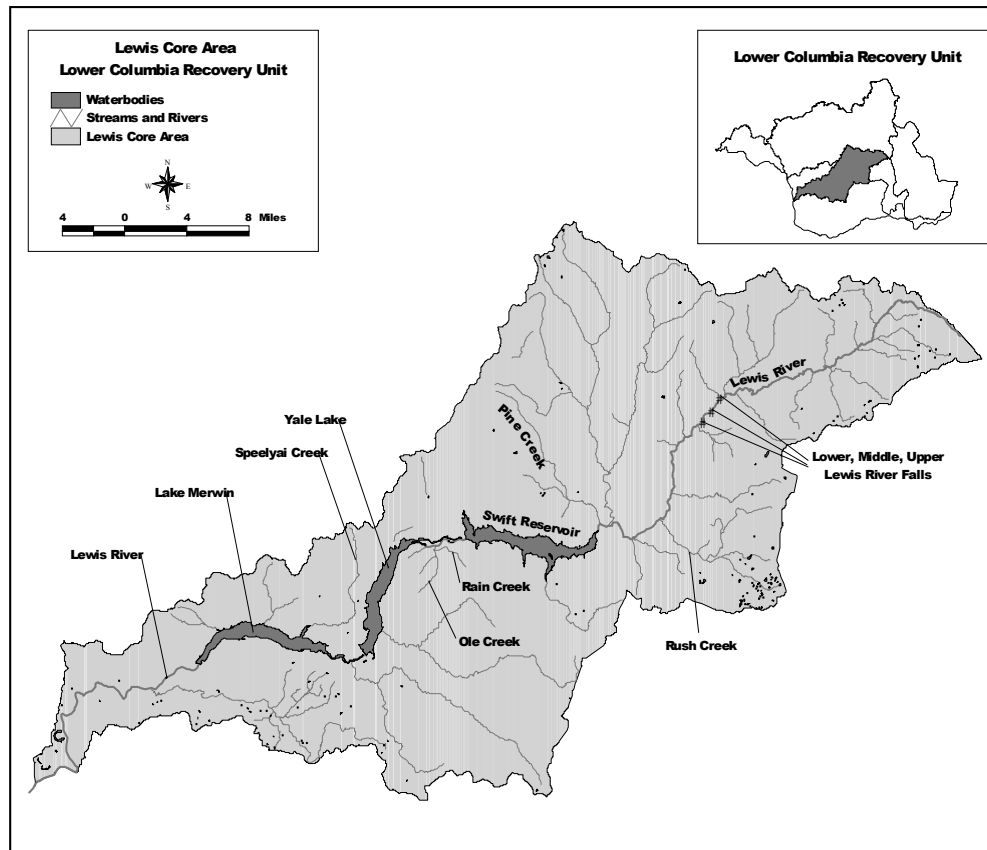 Lewis Core Area
Lower Columbia Recovery Unit
Waterbodies
Streams and Rivers
Lewis Core Area
N
W E
S
4 0 4 8 Miles
Lower Columbia Recovery Unit
Lewis River
Pine Creek
Yale Lake
Speelyai Creek
Lower, Middle, Upper
Lewis River Falls
Lake Merwin
Swift Reservoir
Lewis River
Rain Creek
Ole Creek
Rush Creek